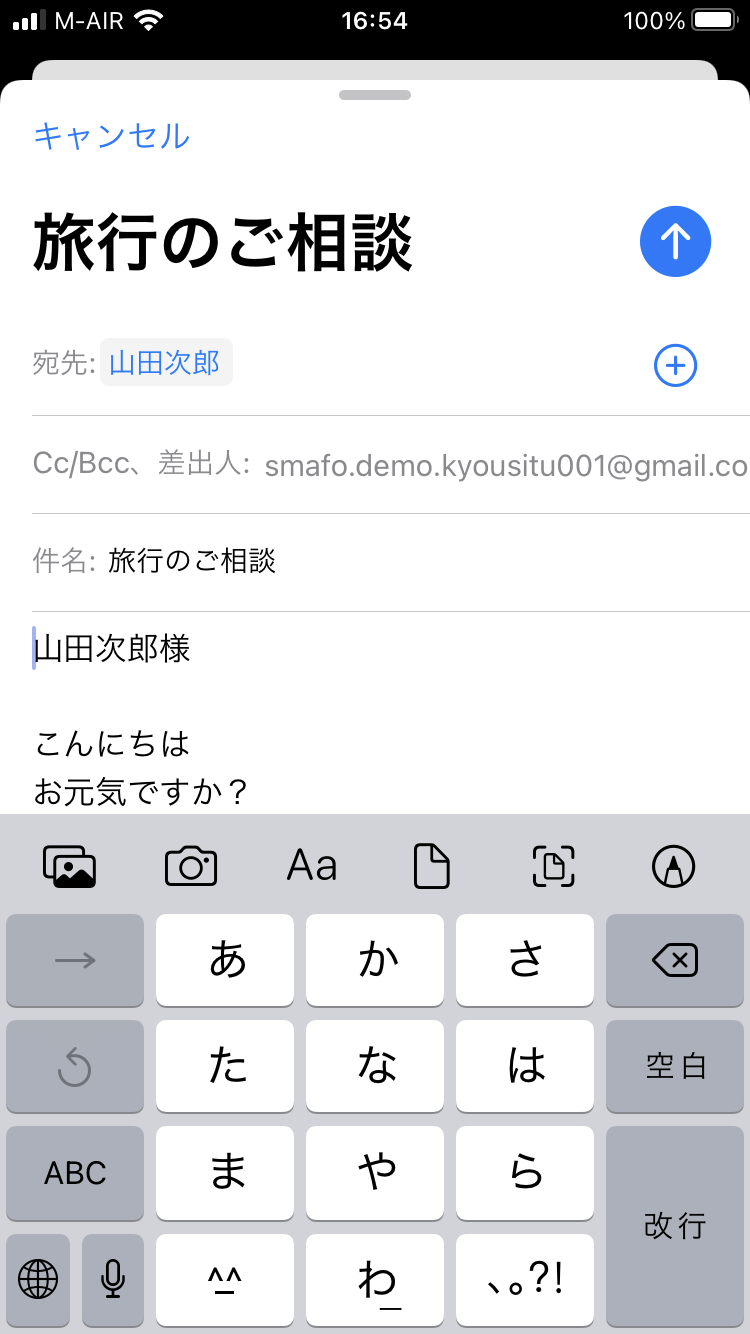 M-AIR 16:54 100%
キャンセル
旅行のご相談
宛先: 山田次郎
Cc/Bcc、差出人: smafo.demo.kyousitu001@gmail.co
件名: 旅行のご相談
山田次郎様
こんにちは
お元気ですか？
Aa
→ あ か さ
た な は 空白
ABC ま や ら 改行
^^ わ 、。?!